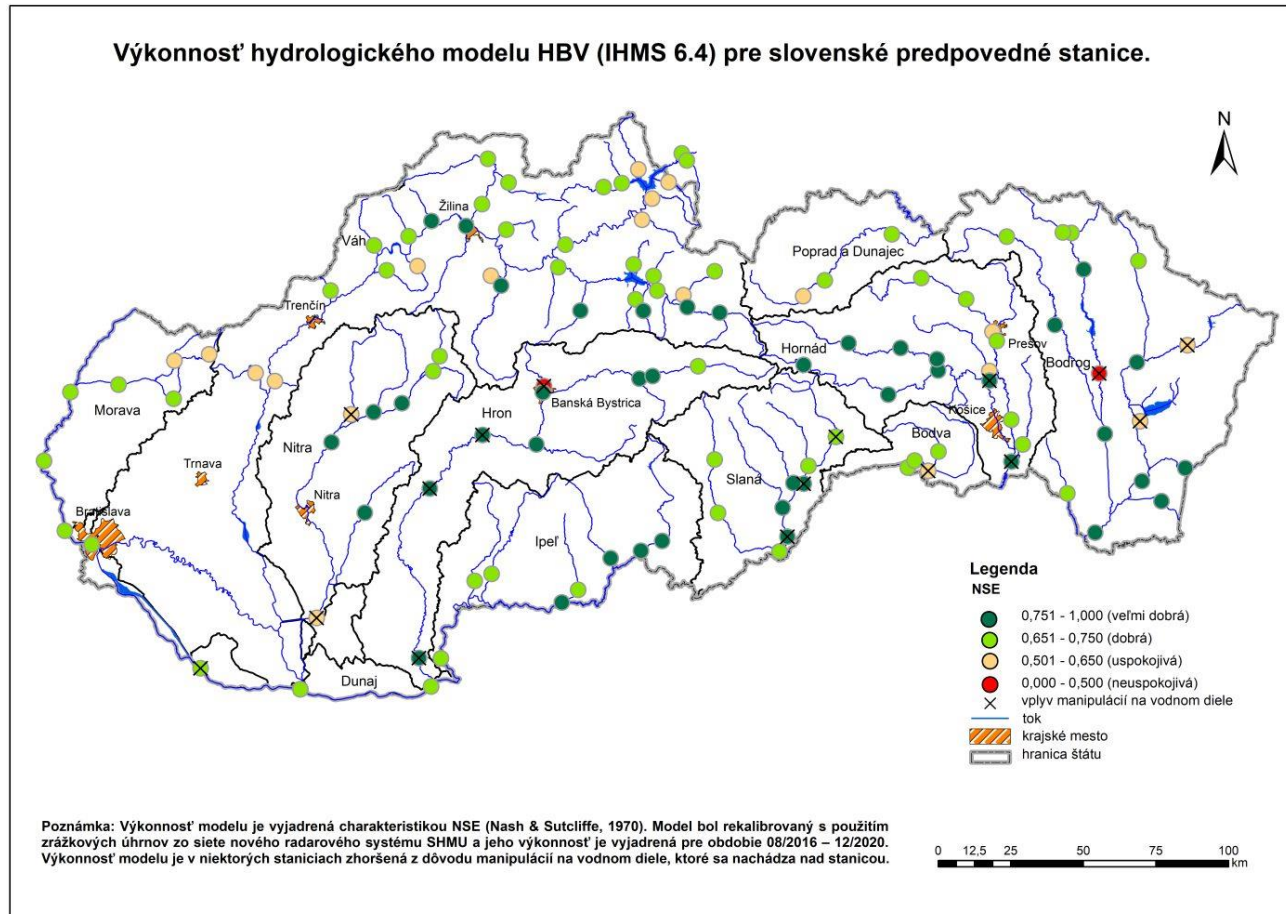 Výkonnosť hydrologického modelu HBV (IHMS 6.4) pre slovenské predpovedné stanice.
N
Žilina
Váh
Poprad a Dunajec
Trenčín
Prešov
Hornád
Bodrog
Morava
Banská Bystrica
Hron
Košice
Bodva
Nitra
Trnava
Slaná
Nitra
Bratislava
Ipeľ
Dunaj
Legenda
NSE
0,751 - 1,000 (veľmi dobrá)
0,651 - 0,750 (dobrá)
0,501 - 0,650 (uspokojivá)
0,000 - 0,500 (neuspokojivá)
vplyv manipulácií na vodnom diele
tok
krajské mesto
hranica štátu
Poznámka: Výkonnosť modelu je vyjadrená charakteristikou NSE (Nash & Sutcliffe, 1970). Model bol rekalibrovaný s použitím
zrážkových úhrnov zo siete nového radarového systému SHMU a jeho výkonnosť je vyjadrená pre obdobie 08/2016 – 12/2020.
Výkonnosť modelu je v niektorých staniciach zhoršená z dôvodu manipulácií na vodnom diele, ktoré sa nachádza nad stanicou.
0 12,5 25 50 75 100
km